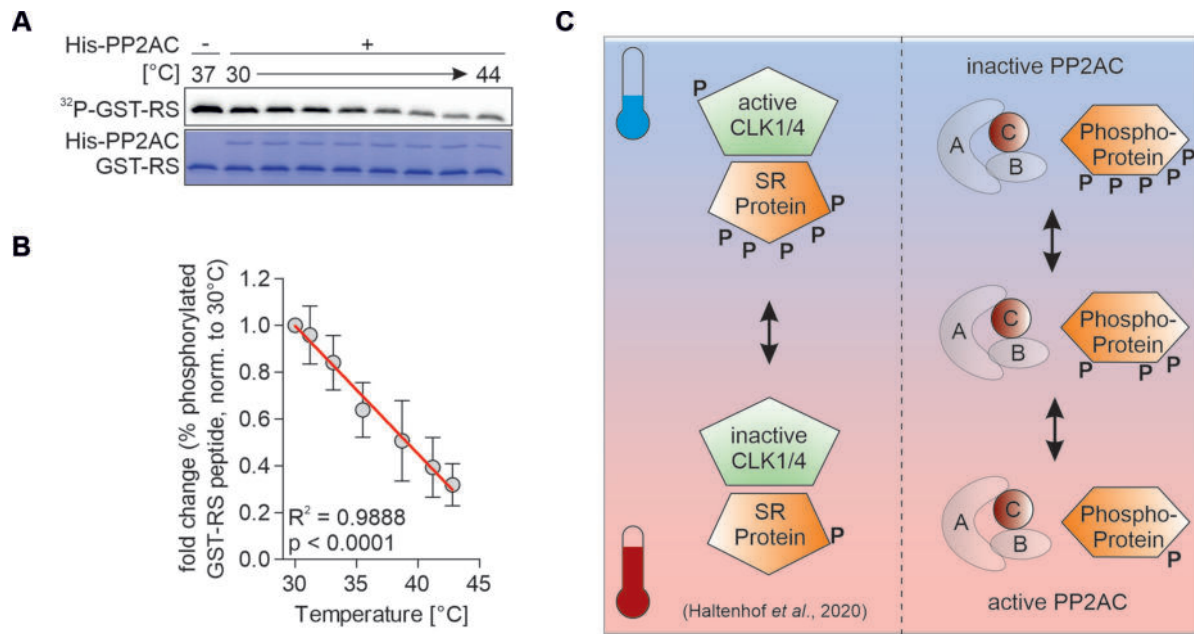 A
His-PP2AC - +
[°C] 37 30 44
³²P-GST-RS
His-PP2AC
GST-RS
B
fold change (% phosphorylated
GST-RS peptide, norm. to 30°C)
1.2
1.0
0.8
0.6
0.4
0.2
0.0
R² = 0.9888
p < 0.0001
30 35 40 45
Temperature [°C]
C
P
active
CLK1/4
SR
Protein
P
P
P
P
P
inactive
CLK1/4
SR
Protein
P
(Haltenhof et al., 2020)
inactive PP2AC
A
C
B
Phospho-
Protein
P
P
P
P
P
A
C
B
Phospho-
Protein
P
P
P
A
C
B
Phospho-
Protein
P
active PP2AC